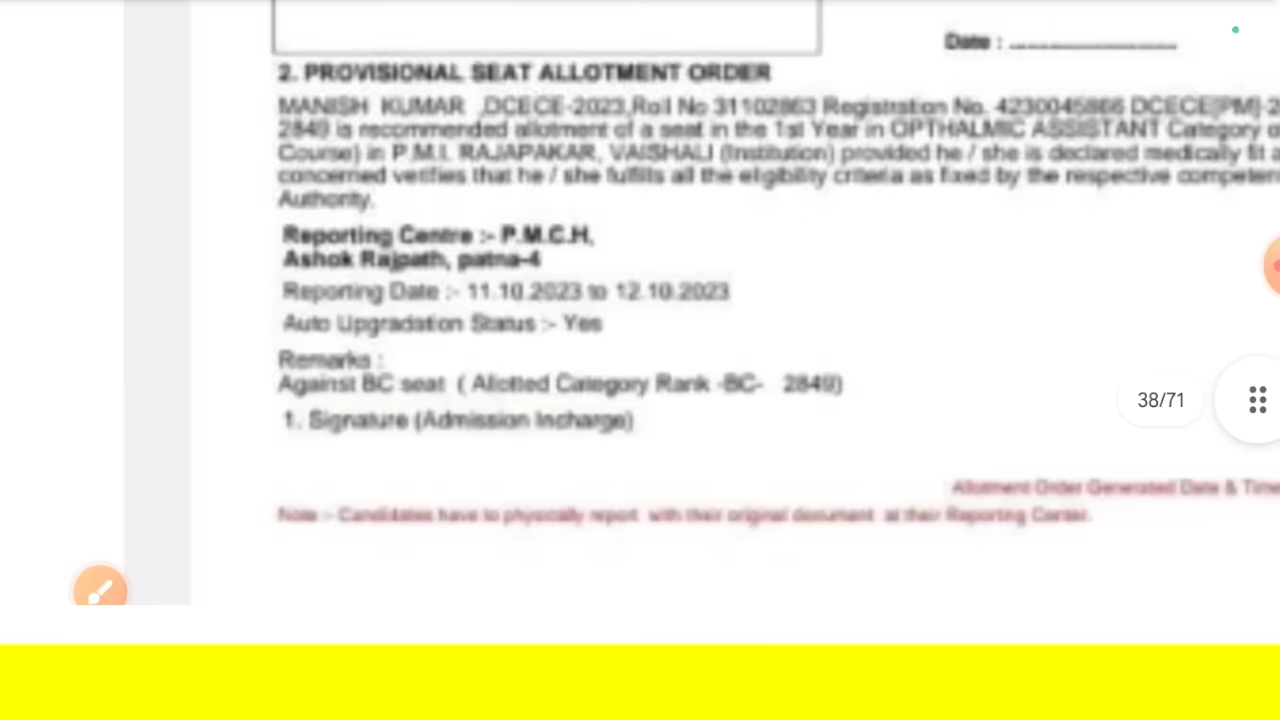 Date : ........................
2. PROVISIONAL SEAT ALLOTMENT ORDER
MANISH KUMAR ,DCECE-2023,Roll No 31102863 Registration No. 4230045866 DCECE[PM]-2
2849 is recommended allotment of a seat in the 1st Year in OPTHALMIC ASSISTANT Category o
Course) in P.M.I. RAJAPAKAR, VAISHALI (Institution) provided he / she is declared medically fit a
concerned verifies that he / she fulfills all the eligibility criteria as fixed by the respective competen
Authority.
Reporting Centre :- P.M.C.H,
Ashok Rajpath, patna-4
Reporting Date :- 11.10.2023 to 12.10.2023
Auto Upgradation Status :- Yes
Remarks :
Against BC seat ( Allotted Category Rank -BC- 2849)
38/71
1. Signature (Admission Incharge)
Allotment Order Generated Date & Time
Note :- Candidates have to physically report with their original document at their Reporting Center.